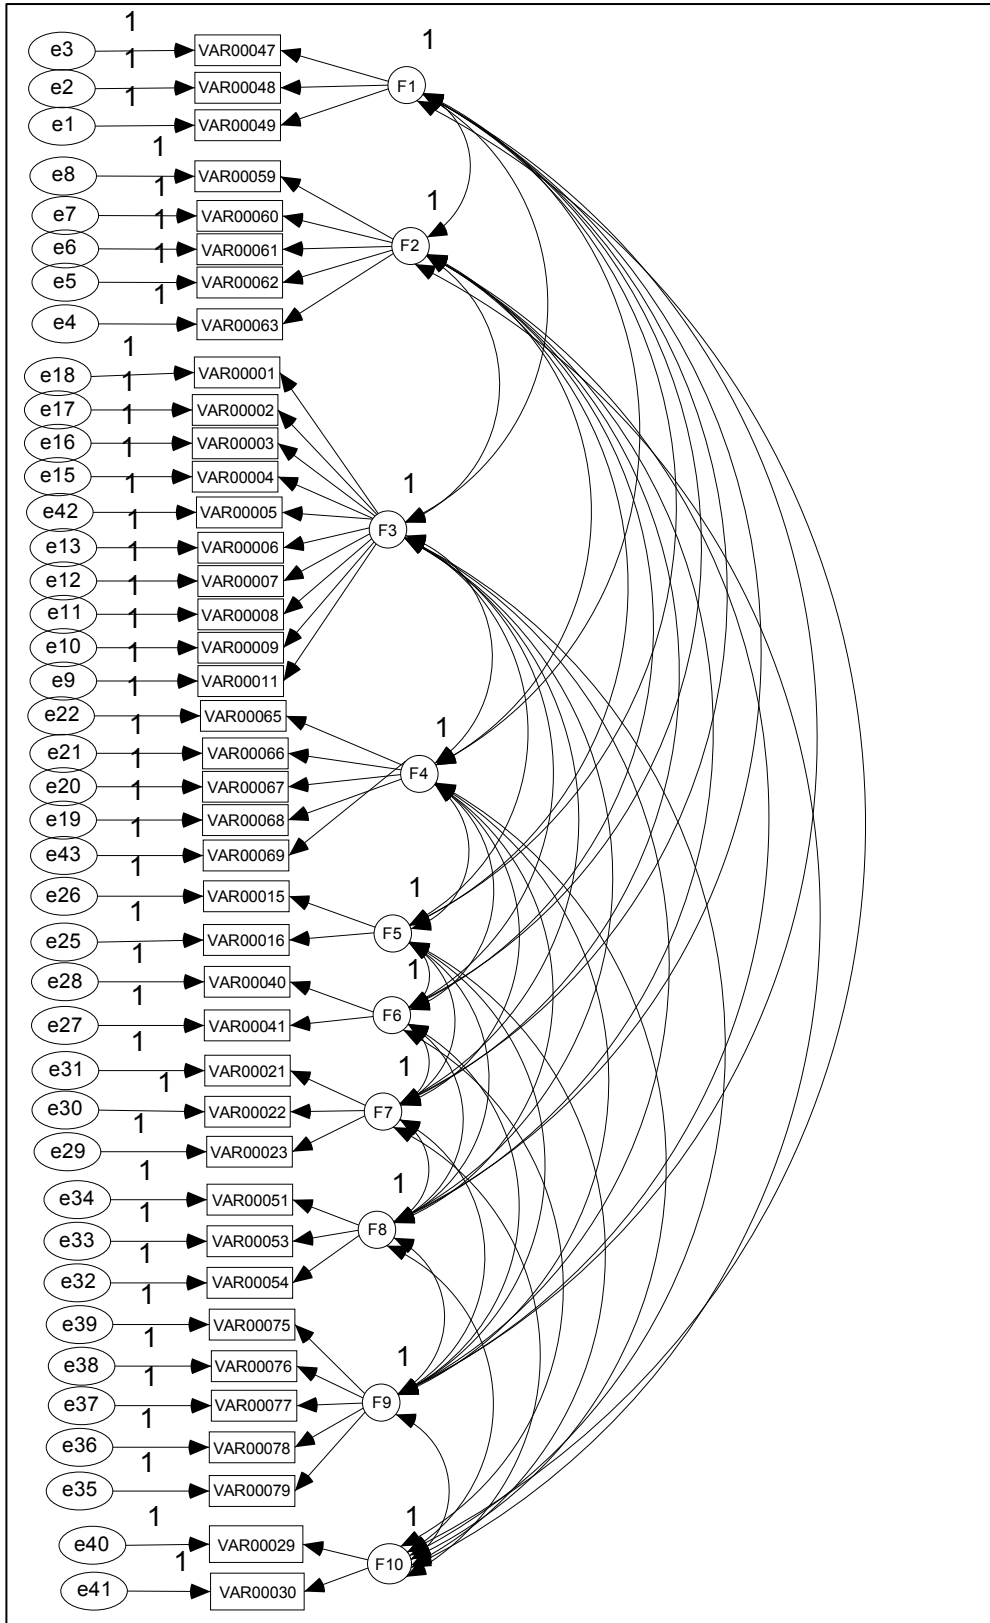 1
e3 1 VAR00047 1
e2 1 VAR00048 F1
e1 VAR00049
1
e8 1 VAR00059
e7 1 VAR00060 1
e6 1 VAR00061 F2
e5 1 VAR00062
e4 VAR00063
1
e18 1 VAR00001
e17 1 VAR00002
e16 1 VAR00003
e15 1 VAR00004 1
e42 1 VAR00005
e13 1 VAR00006 F3
e12 1 VAR00007
e11 1 VAR00008
e10 1 VAR00009
e9 1 VAR00011
e22 1 VAR00065 1
e21 1 VAR00066
e20 1 VAR00067 F4
e19 1 VAR00068
e43 1 VAR00069
e26 1 VAR00015 1
e25 1 VAR00016 F5
e28 1 VAR00040 1
e27 1 VAR00041 F6
e31 1 VAR00021 1
e30 1 VAR00022 F7
e29 1 VAR00023
e34 1 VAR00051 1
e33 1 VAR00053 F8
e32 1 VAR00054
e39 1 VAR00075
e38 1 VAR00076 1
e37 1 VAR00077 F9
e36 1 VAR00078
e35 VAR00079
1 1
e40 1 VAR00029 F10
e41 VAR00030